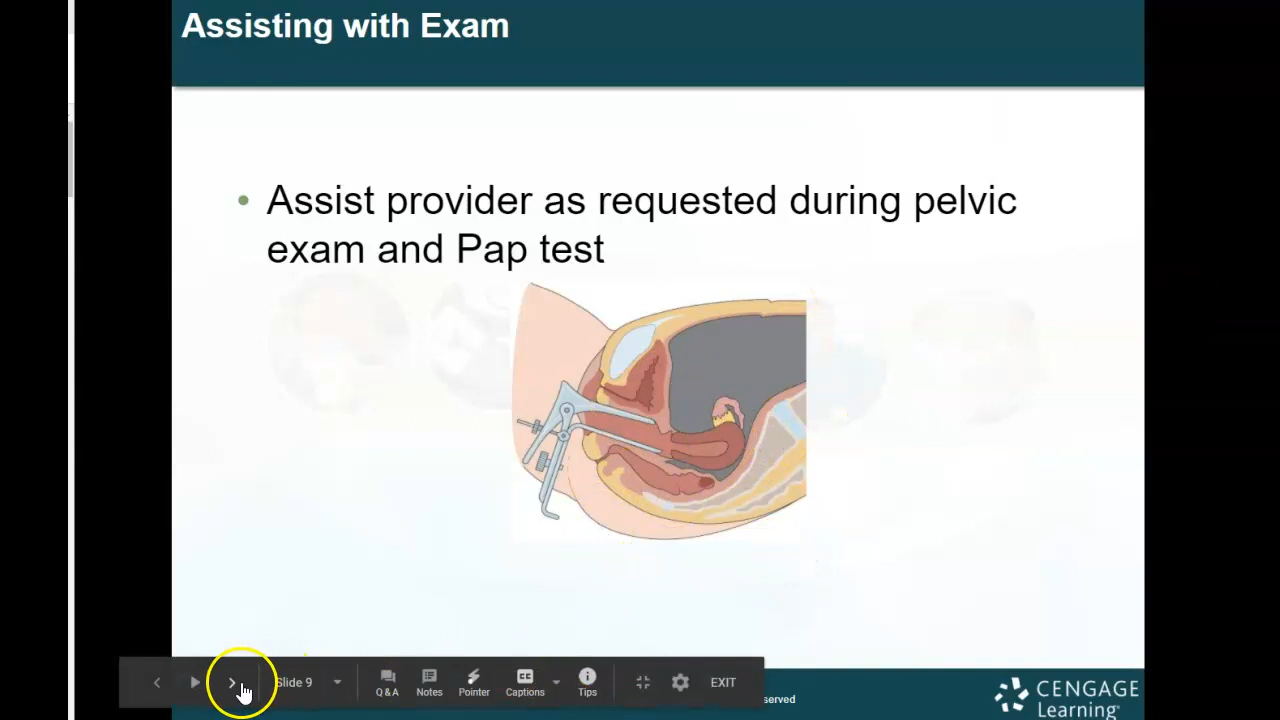 Assisting with Exam
• Assist provider as requested during pelvic
exam and Pap test
Slide 9
Q & A
Notes
Pointer
CC
Captions
Tips
EXIT
served
CENGAGE
Learning